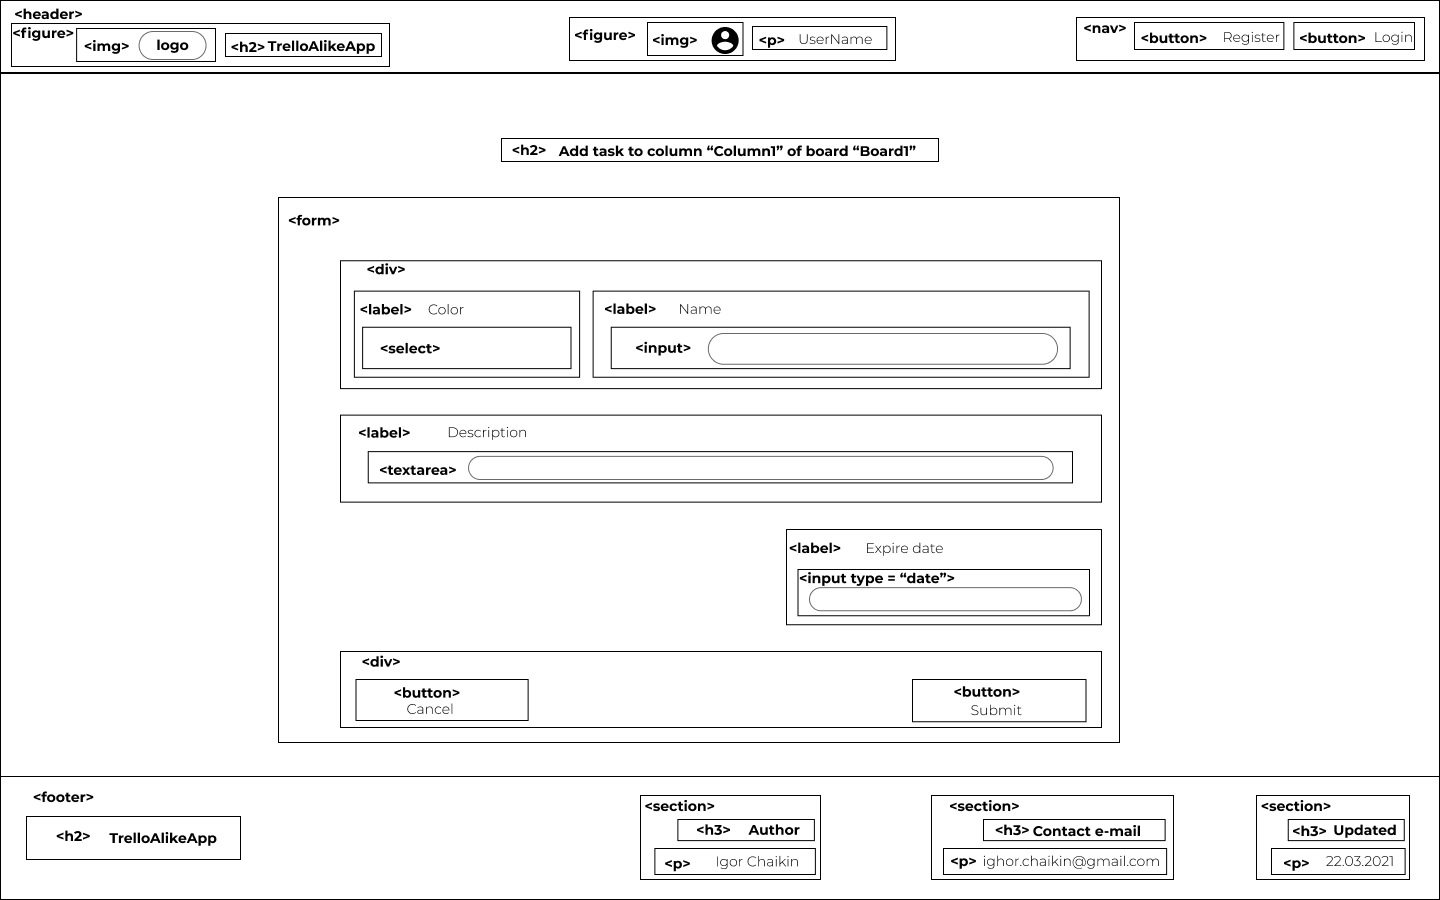 <header>
<figure> <img> logo <h2> TrelloAlikeApp
<figure> <img> <p> UserName
<nav> <button> Register <button> Login
<h2> Add task to column “Column1” of board “Board1”
<form>
<div>
<label> Color
<select>
<label> Name
<input>
<label> Description
<textarea>
<label> Expire date
<input type = “date”>
<div>
<button>
Cancel
<button>
Submit
<footer>
<h2> TrelloAlikeApp
<section>
<h3> Author
<p> Igor Chaikin
<section>
<h3> Contact e-mail
<p> ighor.chaikin@gmail.com
<section>
<h3> Updated
<p> 22.03.2021